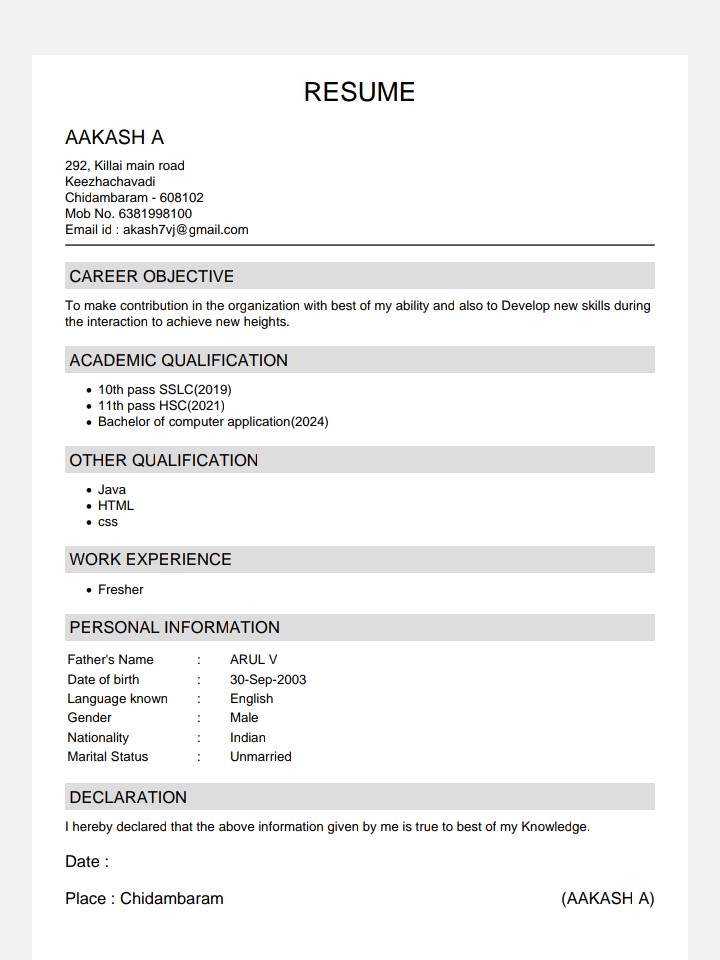 RESUME
AAKASH A
292, Killai main road
Keezhachavadi
Chidambaram - 608102
Mob No. 6381998100
Email id : akash7vj@gmail.com
CAREER OBJECTIVE
To make contribution in the organization with best of my ability and also to Develop new skills during
the interaction to achieve new heights.
ACADEMIC QUALIFICATION
• 10th pass SSLC(2019)
• 11th pass HSC(2021)
• Bachelor of computer application(2024)
OTHER QUALIFICATION
• Java
• HTML
• css
WORK EXPERIENCE
• Fresher
PERSONAL INFORMATION
Father's Name : ARUL V
Date of birth : 30-Sep-2003
Language known : English
Gender : Male
Nationality : Indian
Marital Status : Unmarried
DECLARATION
I hereby declared that the above information given by me is true to best of my Knowledge.
Date :
Place : Chidambaram (AAKASH A)